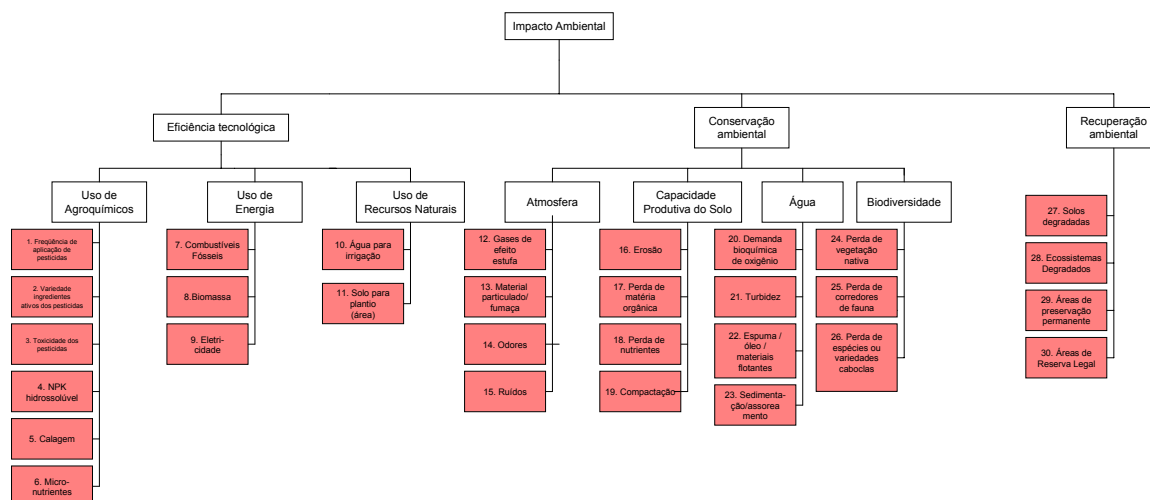 Impacto Ambiental
Eficiência tecnológica
Conservação
ambiental
Recuperação
ambiental
Uso de
Agroquímicos
Uso de
Energia
Uso de
Recursos Naturais
Atmosfera
Capacidade
Produtiva do Solo
Água
Biodiversidade
1. Freqüência de
aplicação de
pesticidas
2. Variedade
ingredientes
ativos dos pesticidas
3. Toxicidade dos
pesticidas
4. NPK
hidrossolúvel
5. Calagem
6. Micro-
nutrientes
7. Combustíveis
Fósseis
8.Biomassa
9. Eletri-
cidade
10. Água para
irrigação
11. Solo para
plantio
(área)
12. Gases de
efeito
estufa
13. Material
particulado/
fumaça
14. Odores
15. Ruídos
16. Erosão
17. Perda de
matéria
orgânica
18. Perda de
nutrientes
19. Compactação
20. Demanda
bioquímica
de oxigênio
21. Turbidez
22. Espuma /
óleo /
materiais
flotantes
23. Sedimenta-
ção/assorea
mento
24. Perda de
vegetação
nativa
25. Perda de
corredores
de fauna
26. Perda de
espécies ou
variedades
caboclas
27. Solos
degradadas
28. Ecossistemas
Degradados
29. Áreas de
preservação
permanente
30. Áreas de
Reserva Legal